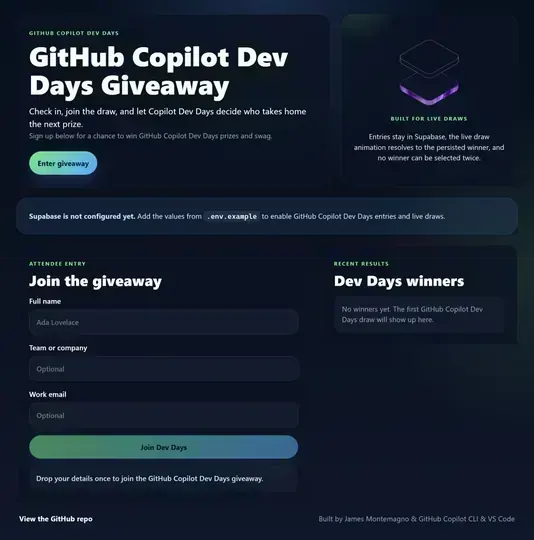 GITHUB COPILOT DEV DAYS
GitHub Copilot Dev
Days Giveaway
Check in, join the draw, and let Copilot Dev Days decide who takes home
the next prize.
Sign up below for a chance to win GitHub Copilot Dev Days prizes and swag.
Enter giveaway
BUILT FOR LIVE DRAWS
Entries stay in Supabase, the live draw
animation resolves to the persisted winner, and
no winner can be selected twice.
Supabase is not configured yet. Add the values from .env.example to enable GitHub Copilot Dev Days entries and live draws.
ATTENDEE ENTRY
Join the giveaway
Full name
Ada Lovelace
Team or company
Optional
Work email
Optional
Join Dev Days
Drop your details once to join the GitHub Copilot Dev Days giveaway.
RECENT RESULTS
Dev Days winners
No winners yet. The first GitHub Copilot Dev
Days draw will show up here.
View the GitHub repo
Built by James Montemagno & GitHub Copilot CLI & VS Code